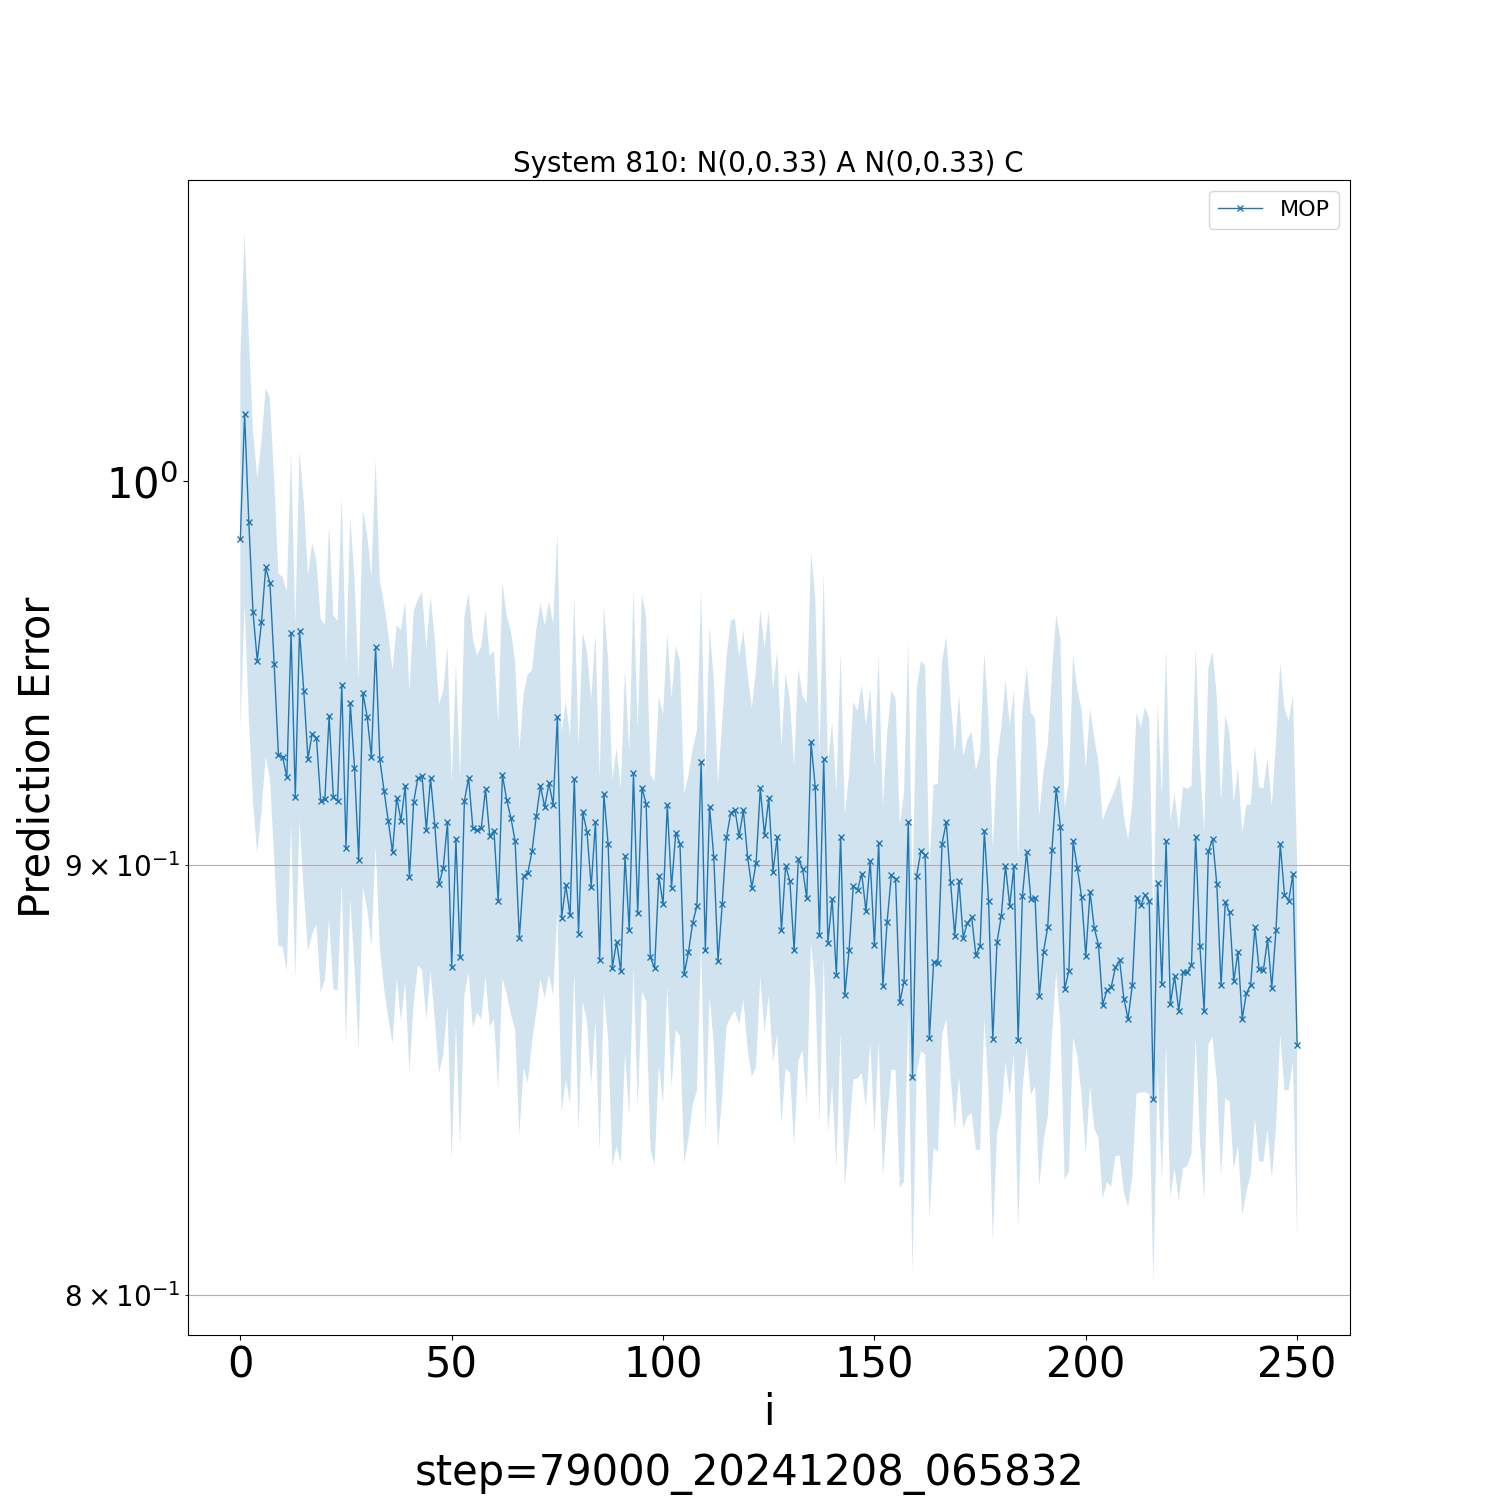 System 810: N(0,0.33) A N(0,0.33) C
MOP
Prediction Error
10⁰
9 × 10⁻¹
8 × 10⁻¹
0 50 100 150 200 250
i
step=79000_20241208_065832